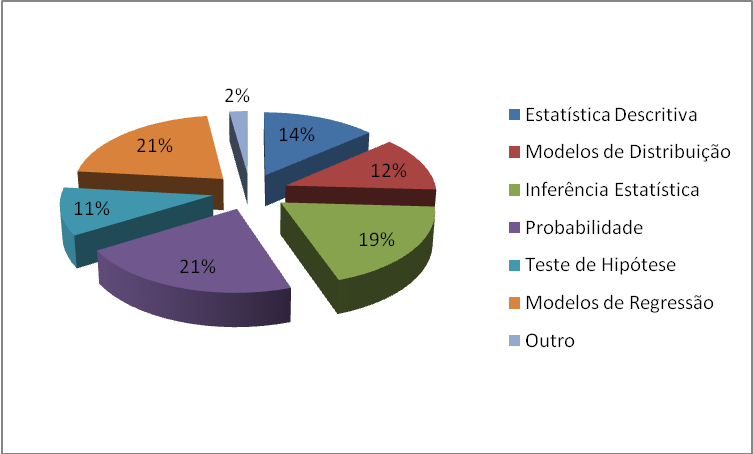 2%
14%
21%
12%
11%
19%
21%
Estatística Descritiva
Modelos de Distribuição
Inferência Estatística
Probabilidade
Teste de Hipótese
Modelos de Regressão
Outro